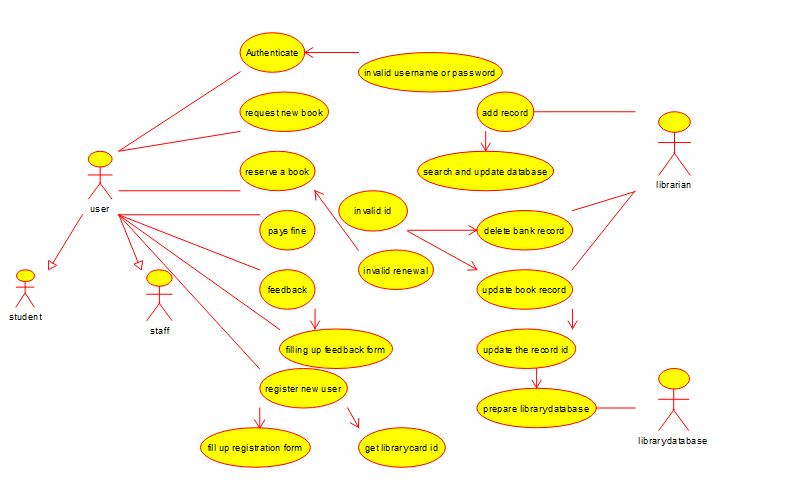 Authenticate
invalid username or password
request new book
add record
reserve a book
search and update database
librarian
user
invalid id
pays fine
delete bank record
invalid renewal
feedback
update book record
student
staff
filling up feedback form
update the record id
register new user
prepare librarydatabase
fill up registration form
get librarycard id
librarydatabase